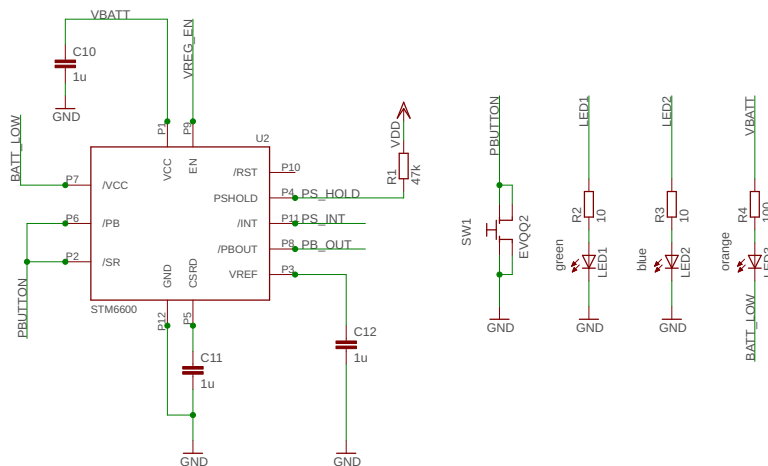 VBATT
C10
1u
GND
VREG_EN
BATT_LOW
P1
P9
U2
VCC
EN
P7
/VCC
/RST
P10
PSHOLD
P4
PS_HOLD
P6
/PB
/INT
P11
PS_INT
/PBOUT
P8
PB_OUT
P2
/SR
VREF
P3
GND
CSRD
STM6600
PBUTTON
P12
P5
C11
1u
GND
C12
1u
GND
VDD
R1
47k
PBUTTON
SW1
EVQQ2
GND
LED1
R2
10
green
LED1
GND
LED2
R3
10
blue
LED2
GND
VBATT
R4
100
orange
LED3
BATT_LOW